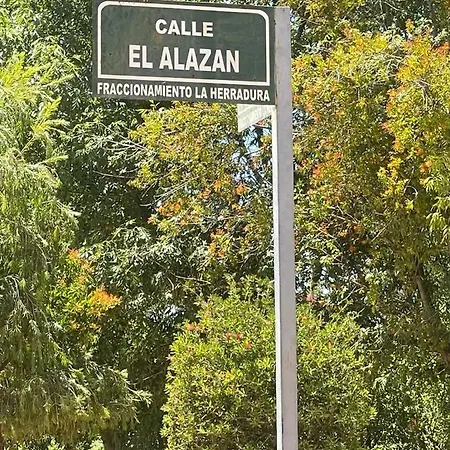 CALLE
EL ALAZAN
FRACCIONAMIENTO LA HERRADURA